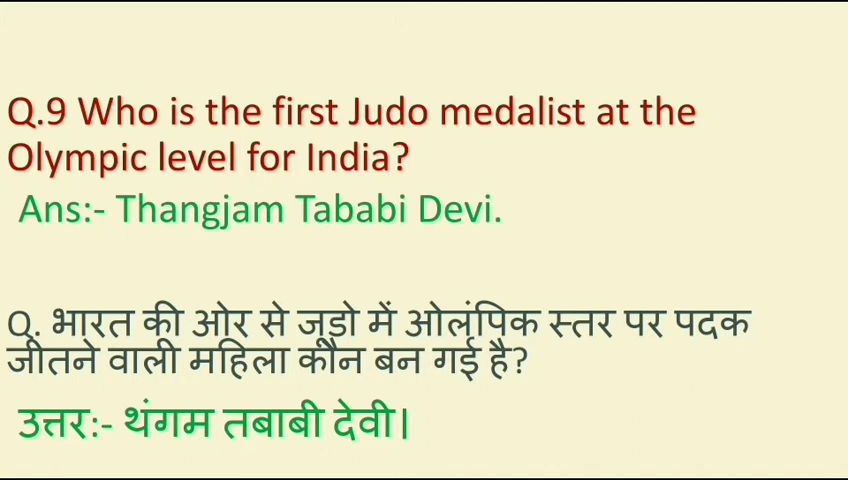 Q.9 Who is the first Judo medalist at the
Olympic level for India?
Ans:- Thangjam Tababi Devi.
Q. भारत की ओर से जूडो में ओलंपिक स्तर पर पदक
जीतने वाली महिला कौन बन गई है?
उत्तर:- थंगम तबाबी देवी।